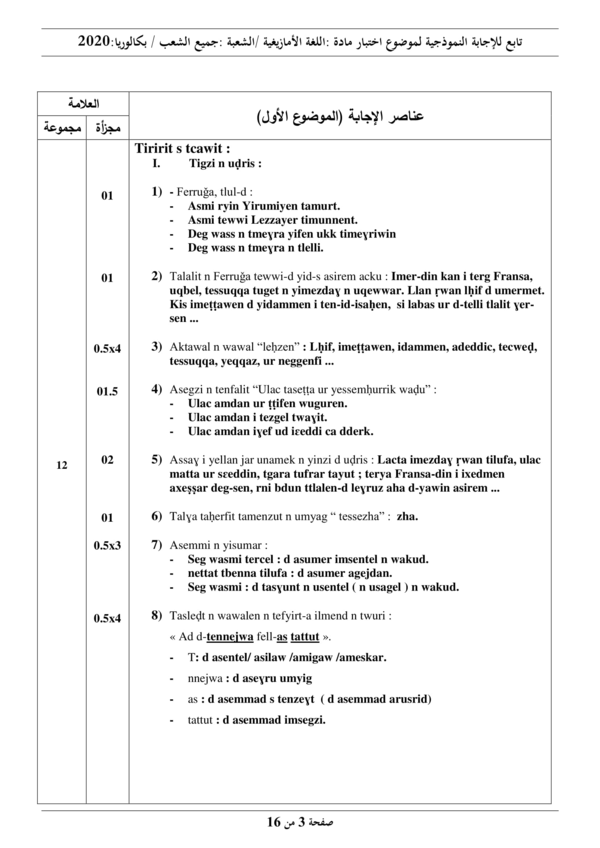 تابع للإجابة النموذجية لموضوع اختبار مادة :اللغة الأمازيغية /الشعبة :جميع الشعب / بكالوريا:2020
العلامة
عناصر الإجابة (الموضوع الأول)
مجموعة
مجزأة
Tiririt s tcawit :
I. Tigzi n uḍris :
01
1) - Ferruǧa, tlul-d :
- Asmi ryin Yirumiyen tamurt.
- Asmi tewwi Lezzayer timunnent.
- Deg wass n tmeɣra yifen ukk timeɣriwin
- Deg wass n tmeɣra n tlelli.
01
2) Talalit n Ferruǧa tewwi-d yid-s asirem acku : Imer-din kan i terg Fransa,
uqbel, tessuqqa tuget n yimezdaɣ n uqewwar. Llan ṛwan lḥif d umermet.
Kis imeṭṭawen d yidammen i ten-id-isaḥen, si labas ur d-telli tlalit ɣer-
sen ...
0.5x4
3) Aktawal n wawal “leḥzen” : Lḥif, imeṭṭawen, idammen, adeddic, tecweḍ,
tessuqqa, yeqqaz, ur neggenfi ...
01.5
4) Asegzi n tenfalit “Ulac taseṭṭa ur yessemḥurrik waḍu” :
- Ulac amdan ur ṭṭifen wuguren.
- Ulac amdan i tezgel twaɣit.
- Ulac amdan iɣef ud iɛeddi ca dderk.
12
02
5) Assaɣ i yellan jar unamek n yinzi d uḍris : Lacta imezdaɣ ṛwan tilufa, ulac
matta ur sɛeddin, tgara tufrar tayut ; terya Fransa-din i ixedmen
axeṣṣar deg-sen, rni bdun ttlalen-d leɣruz aha d-yawin asirem ...
01
6) Talɣa taḥerfit tamenzut n umyag “ tessezha” : zha.
0.5x3
7) Asemmi n yisumar :
- Seg wasmi tercel : d asumer imsentel n wakud.
- nettat tbenna tilufa : d asumer agejdan.
- Seg wasmi : d tasɣunt n usentel ( n usagel ) n wakud.
0.5x4
8) Tasleḍt n wawalen n tefyirt-a ilmend n twuri :
« Ad d-tennejwa fell-as tattut ».
- T: d asentel/ asilaw /amigaw /ameskar.
- nnejwa : d aseɣru umyig
- as : d asemmad s tenzeɣt ( d asemmad arusrid)
- tattut : d asemmad imsegzi.
صفحة 3 من 16